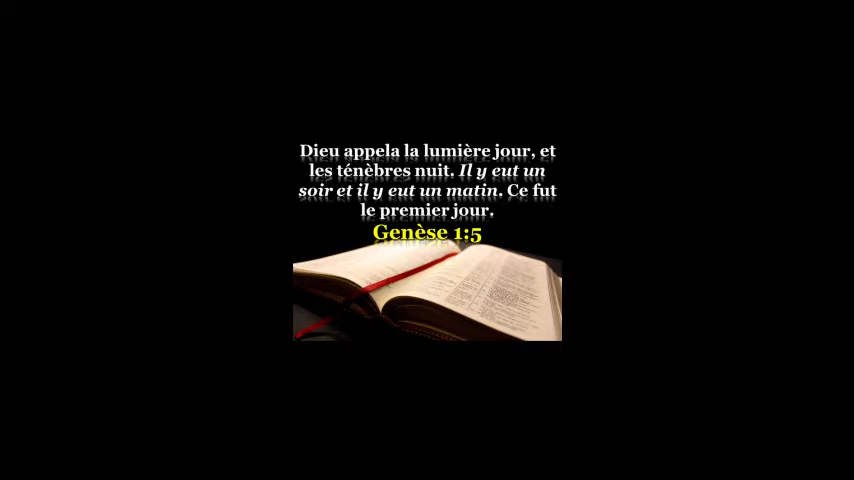 Dieu appela la lumière jour, et
les ténèbres nuit. Il y eut un
soir et il y eut un matin. Ce fut
le premier jour.
Genèse 1:5